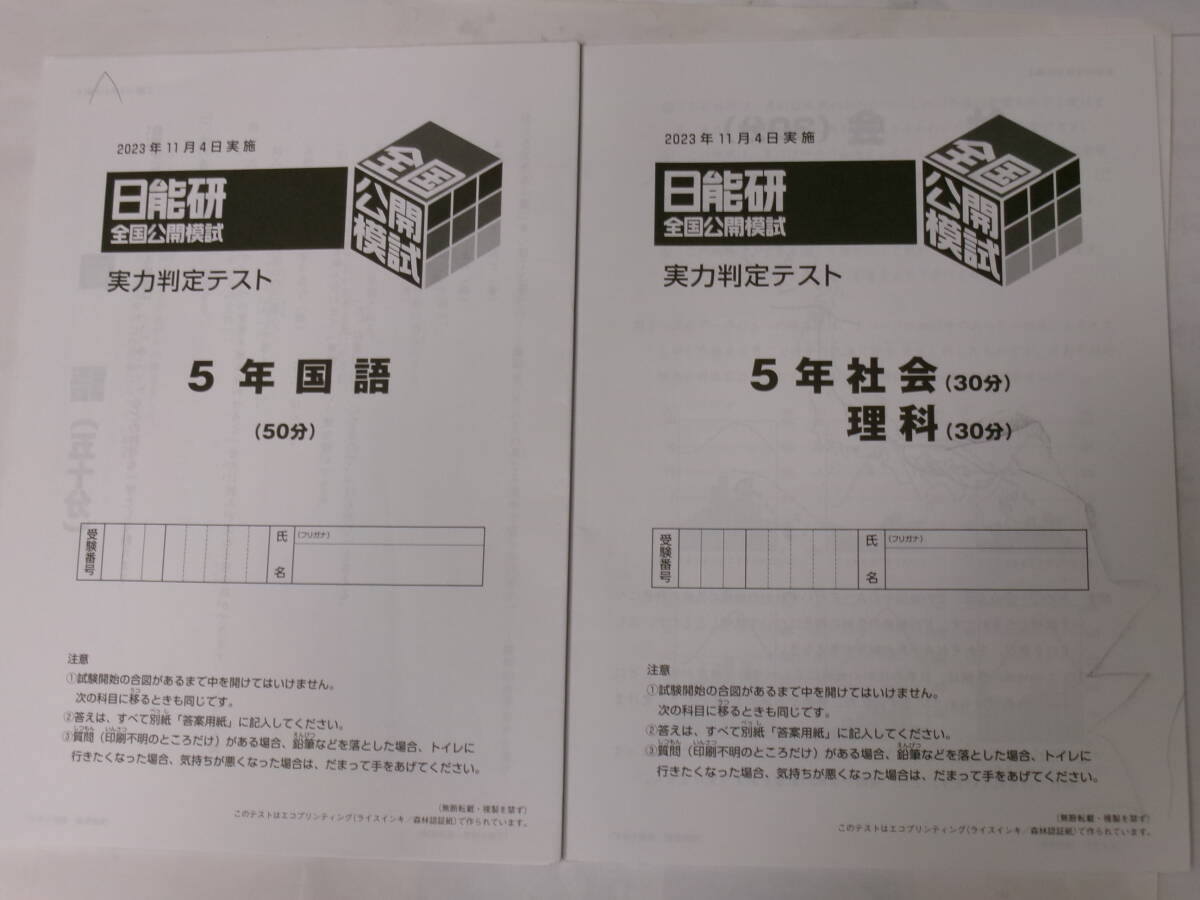 2023年11月4日実施
日能研
全国公開模試
全国
公開
模試
実力判定テスト
5年国語
(50分)
受験番号
氏名
(フリガナ)
注意
①試験開始の合図があるまで中を開けてはいけません。
次の科目に移るときも同じです。
②答えは、すべて別紙「答案用紙」に記入してください。
③質問(印刷不明のところだけ)がある場合、鉛筆などを落とした場合、トイレに
行きたくなった場合、気持ちが悪くなった場合は、だまって手をあげてください。
(無断転載・複製を禁ず)
このテストはエコプリンティング(ライスインキ/森林認証紙)で作られています。
2023年11月4日実施
日能研
全国公開模試
全国
公開
模試
実力判定テスト
5年社会(30分)
理科(30分)
受験番号
氏名
(フリガナ)
注意
①試験開始の合図があるまで中を開けてはいけません。
次の科目に移るときも同じです。
②答えは、すべて別紙「答案用紙」に記入してください。
③質問(印刷不明のところだけ)がある場合、鉛筆などを落とした場合、トイレに
行きたくなった場合、気持ちが悪くなった場合は、だまって手をあげてください。
(無断転載・複製を禁ず)
このテストはエコプリンティング(ライスインキ/森林認証紙)で作られています。